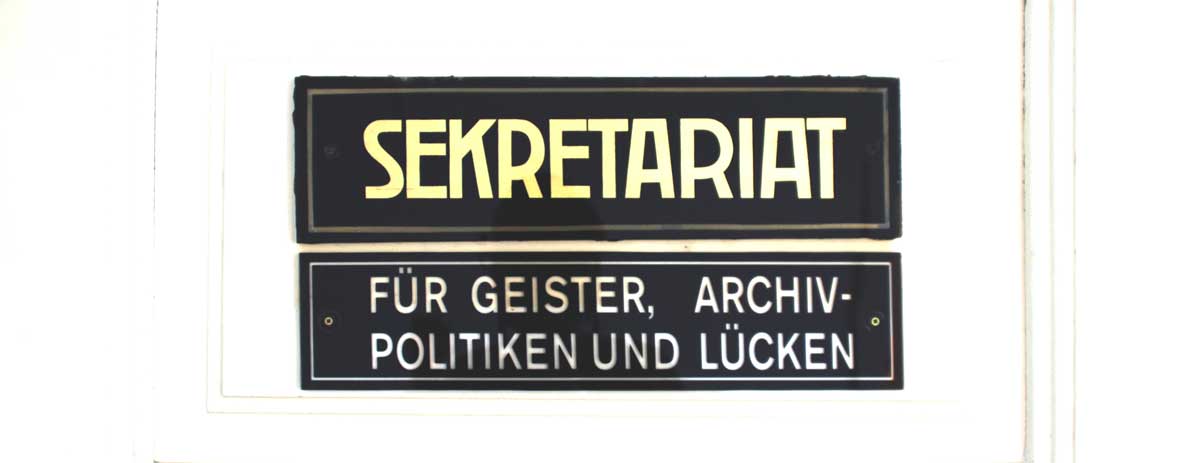 SEKRETARIAT
FÜR GEISTER, ARCHIV-
POLITIKEN UND LÜCKEN